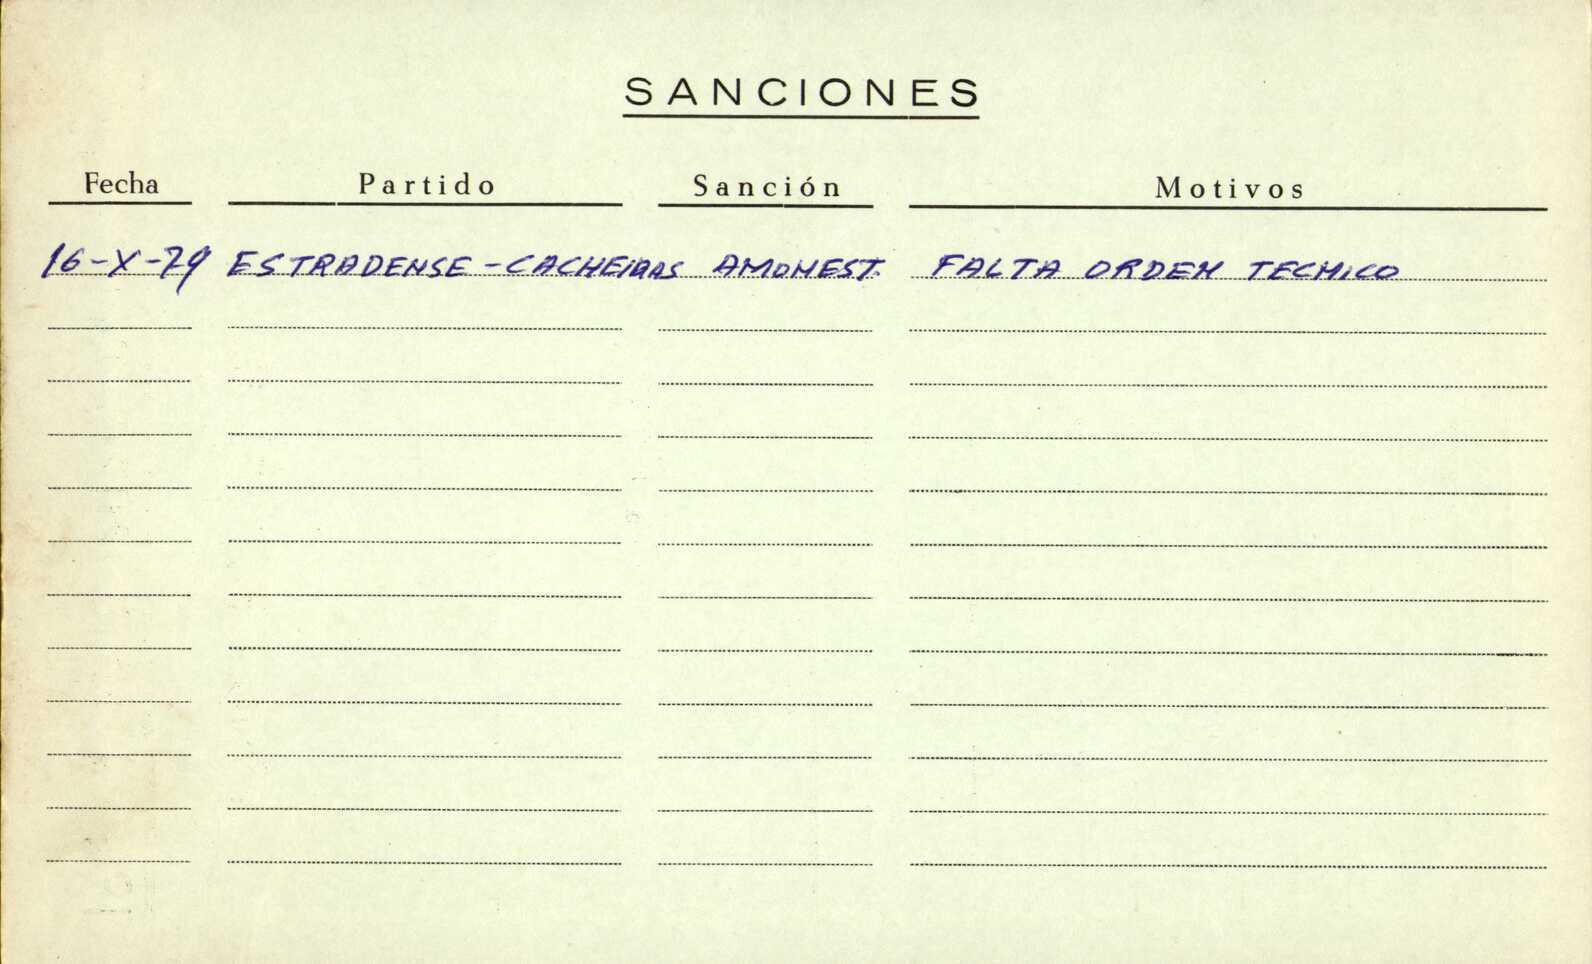 SANCIONES
Fecha Partido Sanción Motivos
16-X-79 ESTRADENSE-CACHEIRAS AMONEST. FALTA ORDEN TECNICO